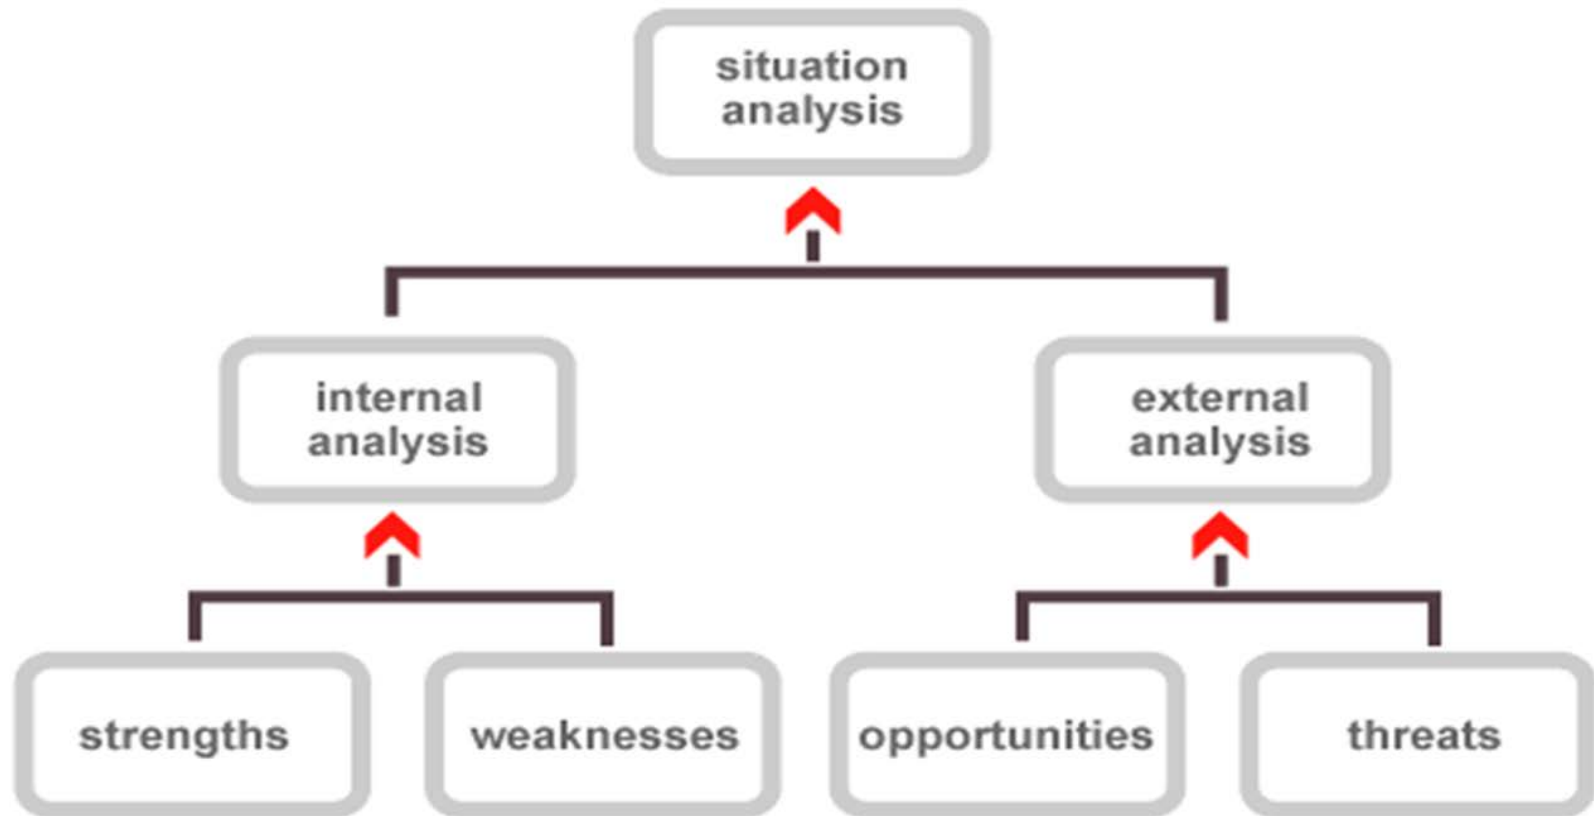 situation
analysis
internal
analysis
external
analysis
strengths
weaknesses
opportunities
threats